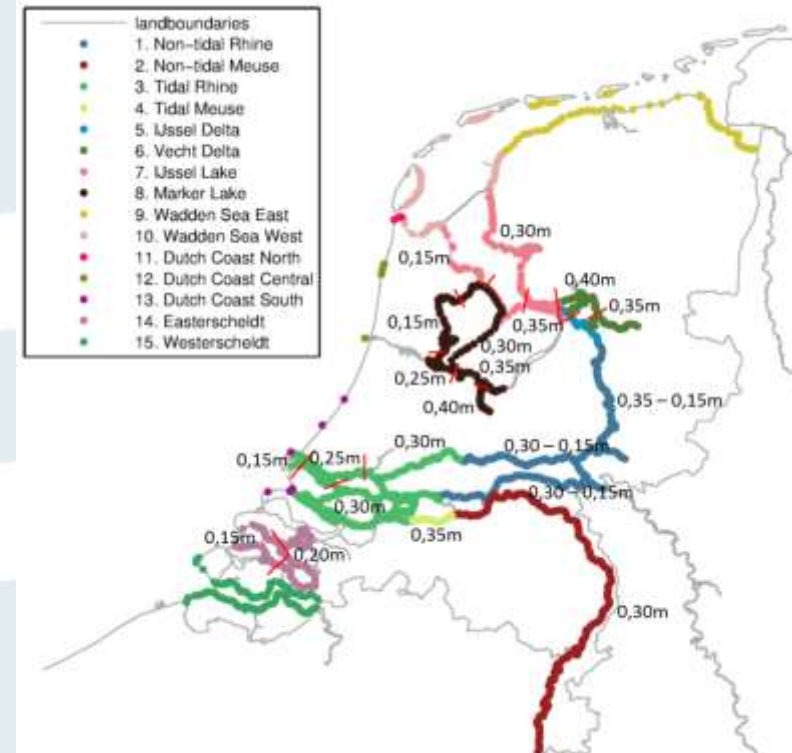 landboundaries
1. Non-tidal Rhine
2. Non-tidal Meuse
3. Tidal Rhine
4. Tidal Meuse
5. IJssel Delta
6. Vecht Delta
7. IJssel Lake
8. Marker Lake
9. Wadden Sea East
10. Wadden Sea West
11. Dutch Coast North
12. Dutch Coast Central
13. Dutch Coast South
14. Easterscheldt
15. Westerscheldt
0,30m
0,15m
0,40m
0,35m
0,15m
0,35m
0,30m
0,35m
0,25m
0,40m
0,35 – 0,15m
0,30m
0,30 – 0,15m
0,15m
0,25m
0,30 – 0,15m
0,30m
0,35m
0,15m
0,20m
0,30m